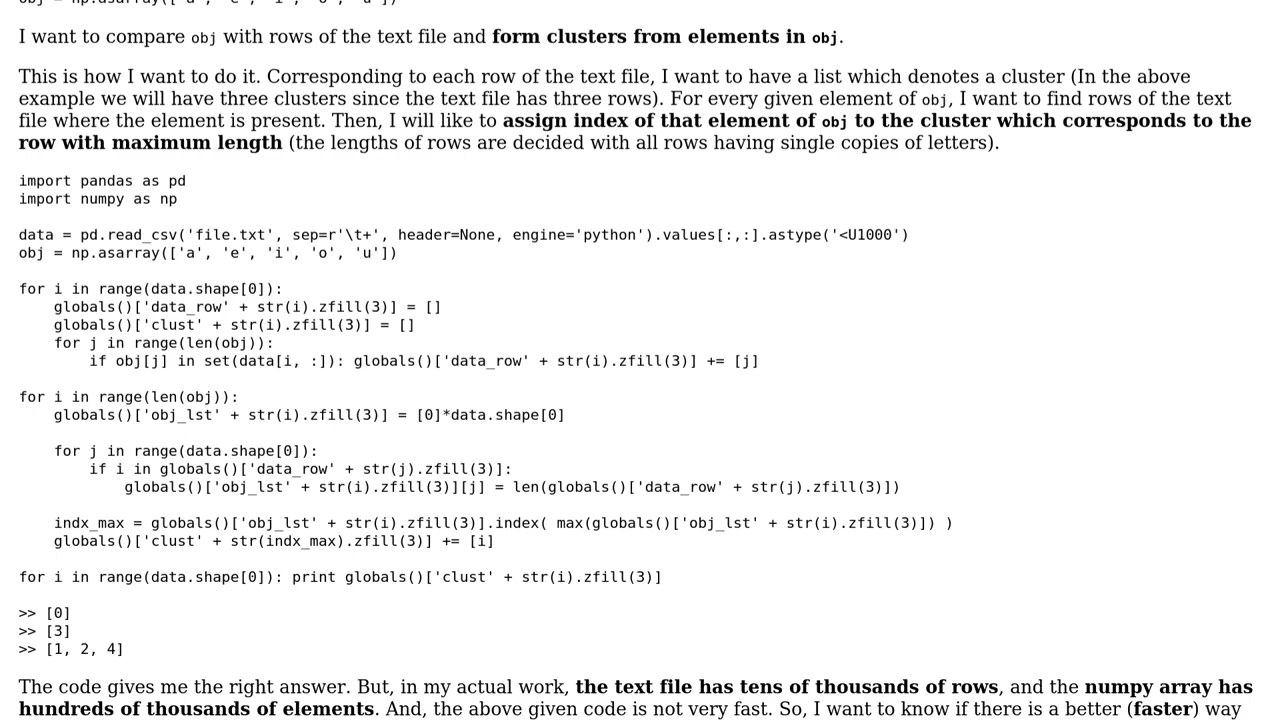 obj = np.asarray(['a', 'e', 'i', 'o', 'u'])
I want to compare obj with rows of the text file and form clusters from elements in obj.
This is how I want to do it. Corresponding to each row of the text file, I want to have a list which denotes a cluster (In the above
example we will have three clusters since the text file has three rows). For every given element of obj, I want to find rows of the text
file where the element is present. Then, I will like to assign index of that element of obj to the cluster which corresponds to the
row with maximum length (the lengths of rows are decided with all rows having single copies of letters).
import pandas as pd
import numpy as np
data = pd.read_csv('file.txt', sep=r'\t+', header=None, engine='python').values[:,:].astype('<U1000')
obj = np.asarray(['a', 'e', 'i', 'o', 'u'])
for i in range(data.shape[0]):
    globals()['data_row' + str(i).zfill(3)] = []
    globals()['clust' + str(i).zfill(3)] = []
    for j in range(len(obj)):
        if obj[j] in set(data[i, :]): globals()['data_row' + str(i).zfill(3)] += [j]
for i in range(len(obj)):
    globals()['obj_lst' + str(i).zfill(3)] = [0]*data.shape[0]
    for j in range(data.shape[0]):
        if i in globals()['data_row' + str(j).zfill(3)]:
            globals()['obj_lst' + str(i).zfill(3)][j] = len(globals()['data_row' + str(j).zfill(3)])
    indx_max = globals()['obj_lst' + str(i).zfill(3)].index( max(globals()['obj_lst' + str(i).zfill(3)]) )
    globals()['clust' + str(indx_max).zfill(3)] += [i]
for i in range(data.shape[0]): print globals()['clust' + str(i).zfill(3)]
>> [0]
>> [3]
>> [1, 2, 4]
The code gives me the right answer. But, in my actual work, the text file has tens of thousands of rows, and the numpy array has
hundreds of thousands of elements. And, the above given code is not very fast. So, I want to know if there is a better (faster) way